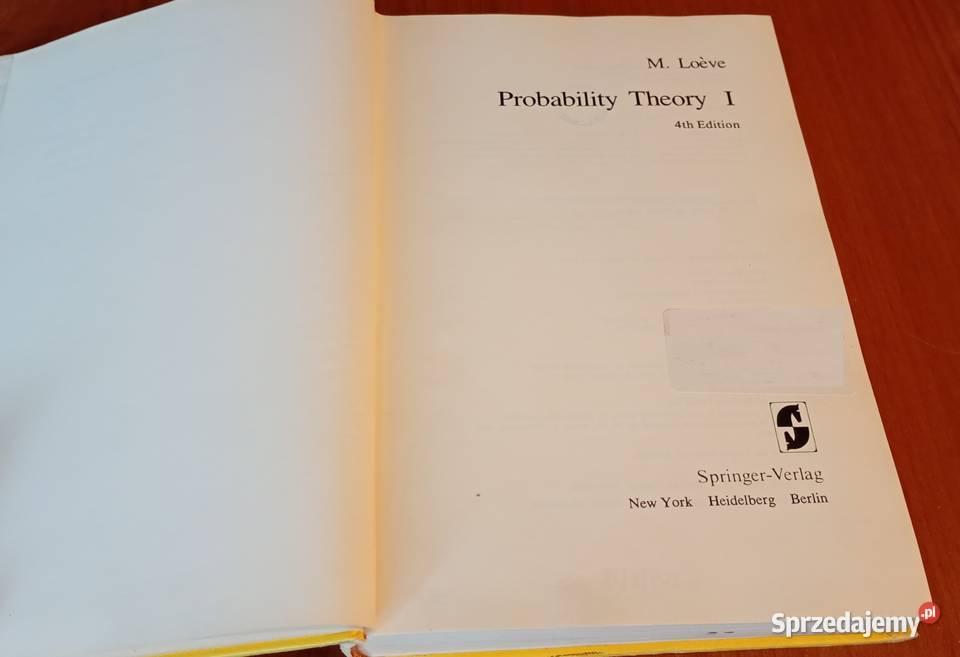 M. Loève
Probability Theory I
4th Edition
Springer-Verlag
New York Heidelberg Berlin
Sprzedajemy.pl